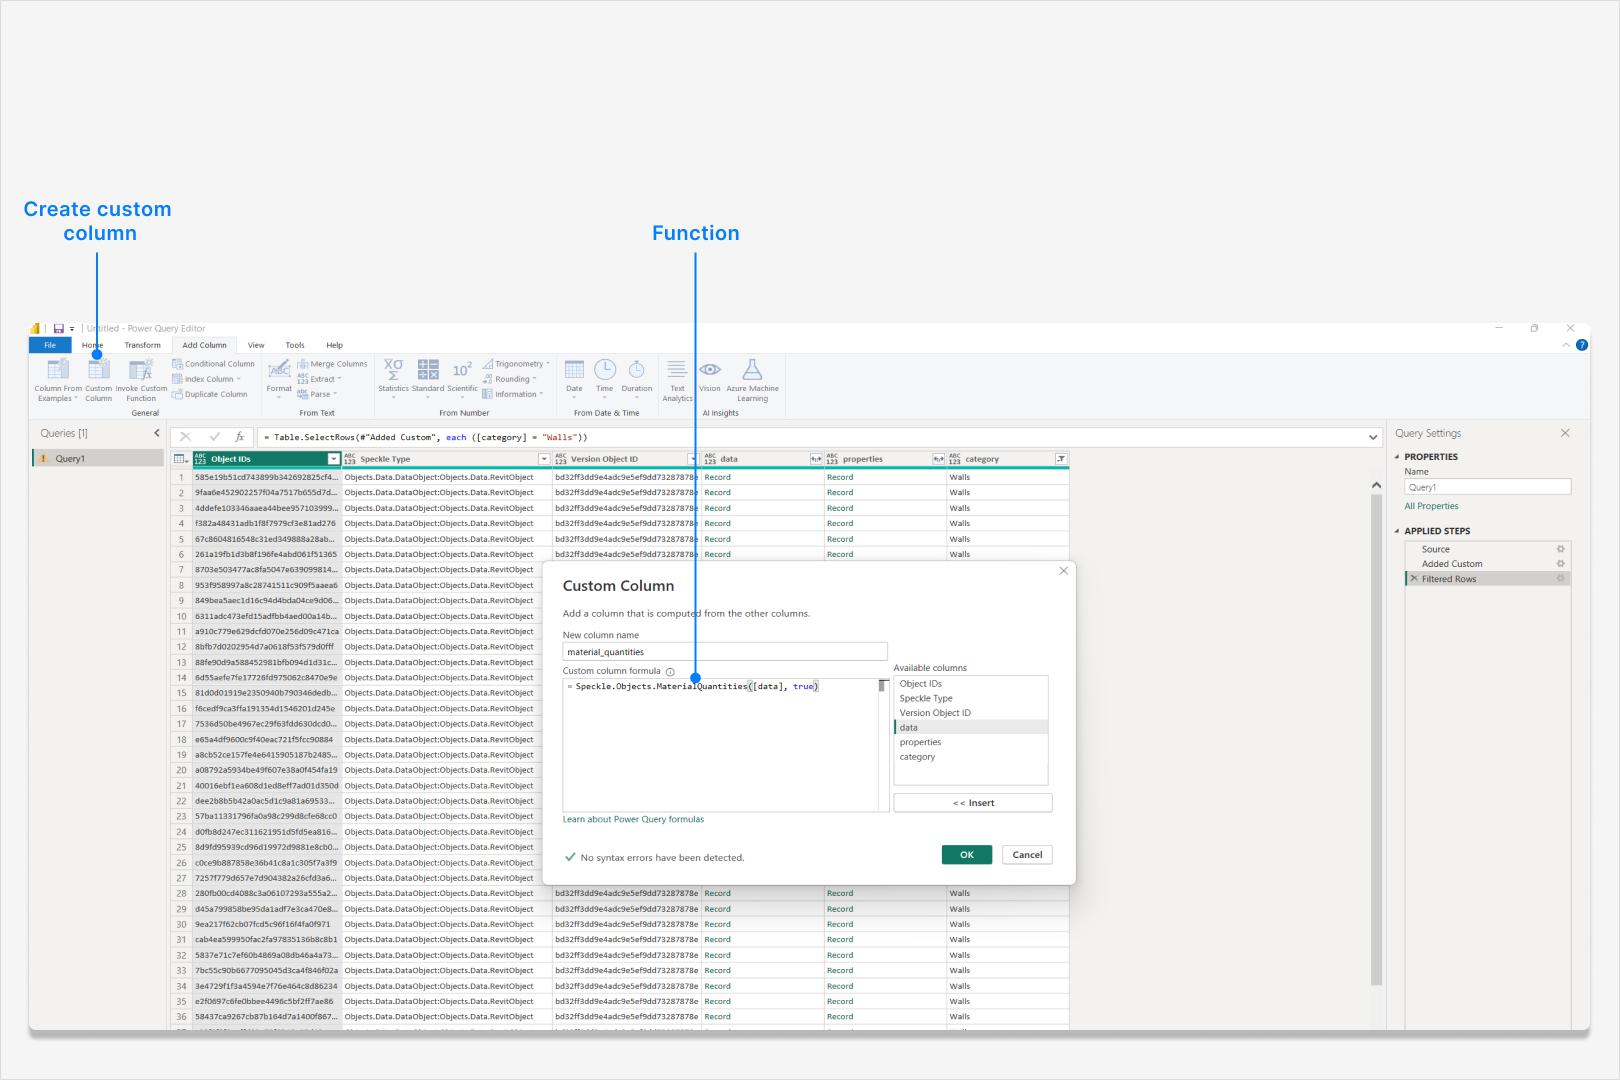 Create custom
column
Function
Untitled - Power Query Editor
File
Home
Transform
Add Column
View
Tools
Help
Column From
Examples
Custom
Column
Invoke Custom
Function
Conditional Column
Index Column
Duplicate Column
General
Format
Merge Columns
Extract
Parse
From Text
Statistics
Standard
Scientific
Trigonometry
Rounding
Information
From Number
Date
Time
Duration
From Date & Time
Text
Analytics
Vision
Azure Machine
Learning
AI Insights
Queries [1]
Query1
= Table.SelectRows(#"Added Custom", each ([category] = "Walls"))
Object IDs Speckle Type Version Object ID data properties category
1 585e19b51cd743899b342692825cf4... Objects.Data.DataObject:Objects.Data.RevitObject bd32ff3dd9e4adc9e5ef9dd73287878e Record Record Walls
2 9faa6e452902257f04a7517b655d7d... Objects.Data.DataObject:Objects.Data.RevitObject bd32ff3dd9e4adc9e5ef9dd73287878e Record Record Walls
3 4ddefe103346aaea44bee957103999... Objects.Data.DataObject:Objects.Data.RevitObject bd32ff3dd9e4adc9e5ef9dd73287878e Record Record Walls
4 f382a48431adb1f8f7979cf3e81ad276 Objects.Data.DataObject:Objects.Data.RevitObject bd32ff3dd9e4adc9e5ef9dd73287878e Record Record Walls
5 67c8604816548c31ed349888a28ab... Objects.Data.DataObject:Objects.Data.RevitObject bd32ff3dd9e4adc9e5ef9dd73287878e Record Record Walls
6 261a19fb1d3b8f196fe4abd061f51365 Objects.Data.DataObject:Objects.Data.RevitObject bd32ff3dd9e4adc9e5ef9dd73287878e Record Record Walls
7 8703e503477ac8fa5047e639099814... Objects.Data.DataObject:Objects.Data.RevitObject
8 953f958997a8c28741511c909f5aaea6 Objects.Data.DataObject:Objects.Data.RevitObject
9 849bea5aec1d16c94d4bda04ce9d06... Objects.Data.DataObject:Objects.Data.RevitObject
10 6311adc473efd15adfbb4aed00a14b... Objects.Data.DataObject:Objects.Data.RevitObject
11 a910c779e629dcfd070e256d09c471ca Objects.Data.DataObject:Objects.Data.RevitObject
12 8bfb7d0202954d7a0618f53f579d0fff Objects.Data.DataObject:Objects.Data.RevitObject
13 88fe90d9a588452981bfb094d1d31c... Objects.Data.DataObject:Objects.Data.RevitObject
14 6d55aefe7fe17726fd975062c8470e9e Objects.Data.DataObject:Objects.Data.RevitObject
15 81d0d01919e2350940b790346dedb... Objects.Data.DataObject:Objects.Data.RevitObject
16 f6cedf9ca3ffa191354d1546201d245e Objects.Data.DataObject:Objects.Data.RevitObject
17 7536d50be4967ec29f63fdd630dcd0... Objects.Data.DataObject:Objects.Data.RevitObject
18 e65a4df9600c9f40eac721f5fcc90884 Objects.Data.DataObject:Objects.Data.RevitObject
19 a8cb52ce157fe4e6415905187b2485... Objects.Data.DataObject:Objects.Data.RevitObject
20 a08792a5934be49f607e38a0f454fa19 Objects.Data.DataObject:Objects.Data.RevitObject
21 40016ebf1ea608d1ed8eff7ad01d350d Objects.Data.DataObject:Objects.Data.RevitObject
22 dee2b8b5b42a0ac5d1c9a81a69533... Objects.Data.DataObject:Objects.Data.RevitObject
23 57ba11331796fa0a98c299d8cfe68cc0 Objects.Data.DataObject:Objects.Data.RevitObject
24 d0fb8d247ec311621951d5fd5ea816... Objects.Data.DataObject:Objects.Data.RevitObject
25 8d9fd95939cd96d19972d9881e8cb0... Objects.Data.DataObject:Objects.Data.RevitObject
26 c0ce9b887858e36b41c8a1c305f7a3f9 Objects.Data.DataObject:Objects.Data.RevitObject
27 7257f779d657e7d904382a26cfd3a6... Objects.Data.DataObject:Objects.Data.RevitObject
28 280fb00cd4088c3a06107293a555a2... Objects.Data.DataObject:Objects.Data.RevitObject bd32ff3dd9e4adc9e5ef9dd73287878e Record Record Walls
29 d45a799858be95da1adf7e3ca470e8... Objects.Data.DataObject:Objects.Data.RevitObject bd32ff3dd9e4adc9e5ef9dd73287878e Record Record Walls
30 9ea217f62cb07fcd5c96f16f4fa0f971 Objects.Data.DataObject:Objects.Data.RevitObject bd32ff3dd9e4adc9e5ef9dd73287878e Record Record Walls
31 cab4ea599950fac2fa97835136b8c8b1 Objects.Data.DataObject:Objects.Data.RevitObject bd32ff3dd9e4adc9e5ef9dd73287878e Record Record Walls
32 5837e71c7ef60b4869a08db46a4a73... Objects.Data.DataObject:Objects.Data.RevitObject bd32ff3dd9e4adc9e5ef9dd73287878e Record Record Walls
33 7bc55c90b6677095045d3ca4f846f02a Objects.Data.DataObject:Objects.Data.RevitObject bd32ff3dd9e4adc9e5ef9dd73287878e Record Record Walls
34 3e4729f1f3a4594e7f76e464c8d86234 Objects.Data.DataObject:Objects.Data.RevitObject bd32ff3dd9e4adc9e5ef9dd73287878e Record Record Walls
35 e2f0697c6fe0bbee4496c5bf2ff7ae86 Objects.Data.DataObject:Objects.Data.RevitObject bd32ff3dd9e4adc9e5ef9dd73287878e Record Record Walls
36 58437ca9267cb87b164d7a1400f867... Objects.Data.DataObject:Objects.Data.RevitObject bd32ff3dd9e4adc9e5ef9dd73287878e Record Record Walls
Custom Column
Add a column that is computed from the other columns.
New column name
material_quantities
Custom column formula
= Speckle.Objects.MaterialQuantities([data], true)
Available columns
Object IDs
Speckle Type
Version Object ID
data
properties
category
<< Insert
Learn about Power Query formulas
No syntax errors have been detected.
OK
Cancel
Query Settings
PROPERTIES
Name
Query1
All Properties
APPLIED STEPS
Source
Added Custom
Filtered Rows